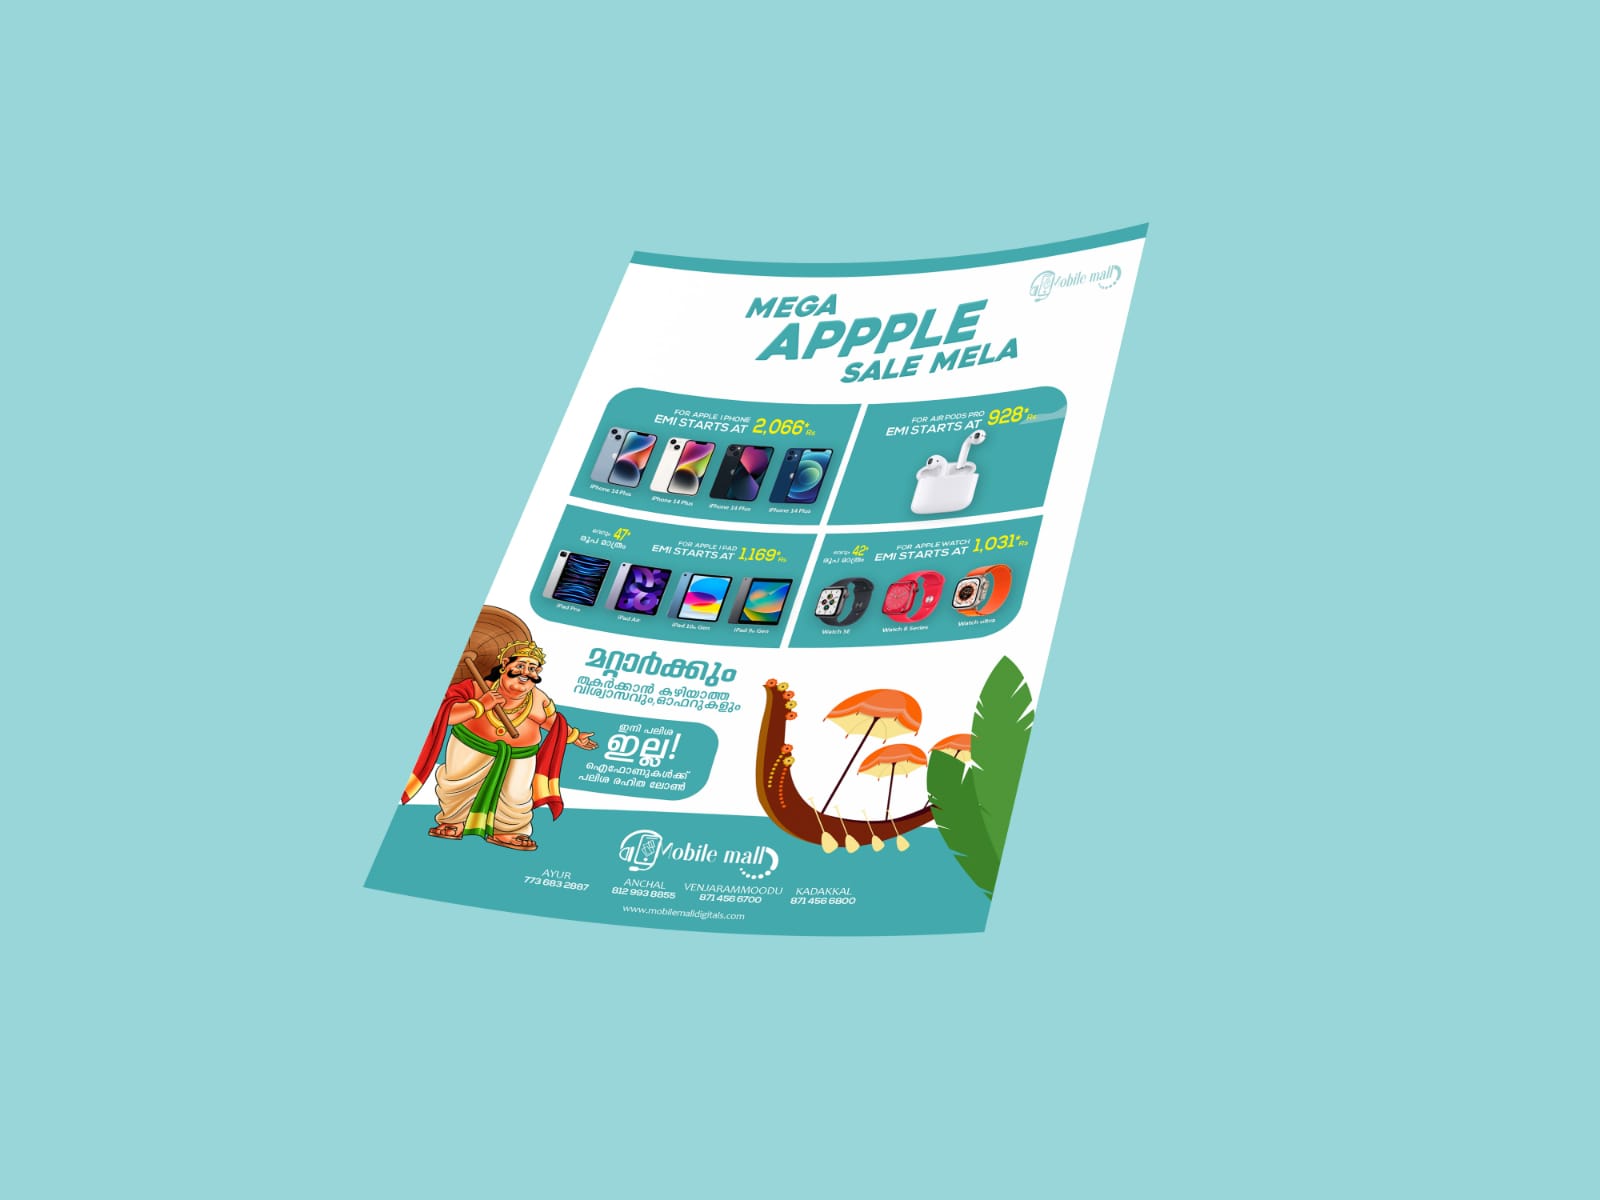 Mobile mall
MEGA
APPPLE
SALE MELA
FOR APPLE I PHONE
EMI STARTS AT 2,066*Rs
iPhone 14 Plus
iPhone 14 Plus
iPhone 14 Plus
iPhone 14 Plus
FOR AIR PODS PRO
EMI STARTS AT 928*Rs
വെറും 47*
രൂപ മാത്രം
FOR APPLE I PAD
EMI STARTS AT 1,169*Rs
iPad Pro
iPad Air
iPad 10th Gen
iPad 9th Gen
വെറും 42*
രൂപ മാത്രം
FOR APPLE WATCH
EMI STARTS AT 1,031*Rs
Watch SE
Watch 8 Series
Watch ultra
മറ്റാർക്കും
തകർക്കാൻ കഴിയാത്ത
വിശ്വാസവും,ഓഫറുകളും
ഇനി പലിശ
ഇല്ല!
ഐഫോണുകൾക്ക്
പലിശ രഹിത ലോൺ
Mobile mall
AYUR
773 683 2887
ANCHAL
812 993 8855
VENJARAMMOODU
871 456 6700
KADAKKAL
871 456 6800
www.mobilemalldigitals.com